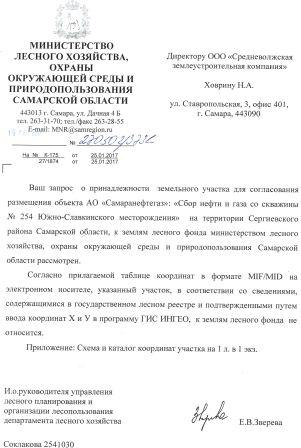 МИНИСТЕРСТВО
ЛЕСНОГО ХОЗЯЙСТВА,
ОХРАНЫ
ОКРУЖАЮЩЕЙ СРЕДЫ И
ПРИРОДОПОЛЬЗОВАНИЯ
САМАРСКОЙ ОБЛАСТИ
443013 г. Самара, ул. Дачная 4 Б
тел. 263-31-70; тел./факс 263-28-55
E-mail: MNR@samregion.ru
№
На № К-175 от 25.01.2017
27/1874 от 25.01.2017
Директору ООО «Средневолжская
землеустроительная компания»
Ховрину Н.А.
ул. Ставропольская, 3, офис 401,
г. Самара, 443090
Ваш запрос о принадлежности земельного участка для согласования
размещения объекта АО «Самаранефтегаз»: «Сбор нефти и газа со скважины
№ 254 Южно-Славкинского месторождения» на территории Сергиевского
района Самарской области, к землям лесного фонда министерством лесного
хозяйства, охраны окружающей среды и природопользования Самарской
области рассмотрен.
Согласно прилагаемой таблице координат в формате MIF/MID на
электронном носителе, указанный участок, в соответствии со сведениями,
содержащимися в государственном лесном реестре и подтвержденными путем
ввода координат X и У в программу ГИС ИНГЕО, к землям лесного фонда не
относится.
Приложение: Схема и каталог координат участка на 1 л. в 1 экз.
И.о.руководителя управления
лесного планирования и
организации лесопользования
департамента лесного хозяйства
Е.В.Зверева
Соклакова 2541030